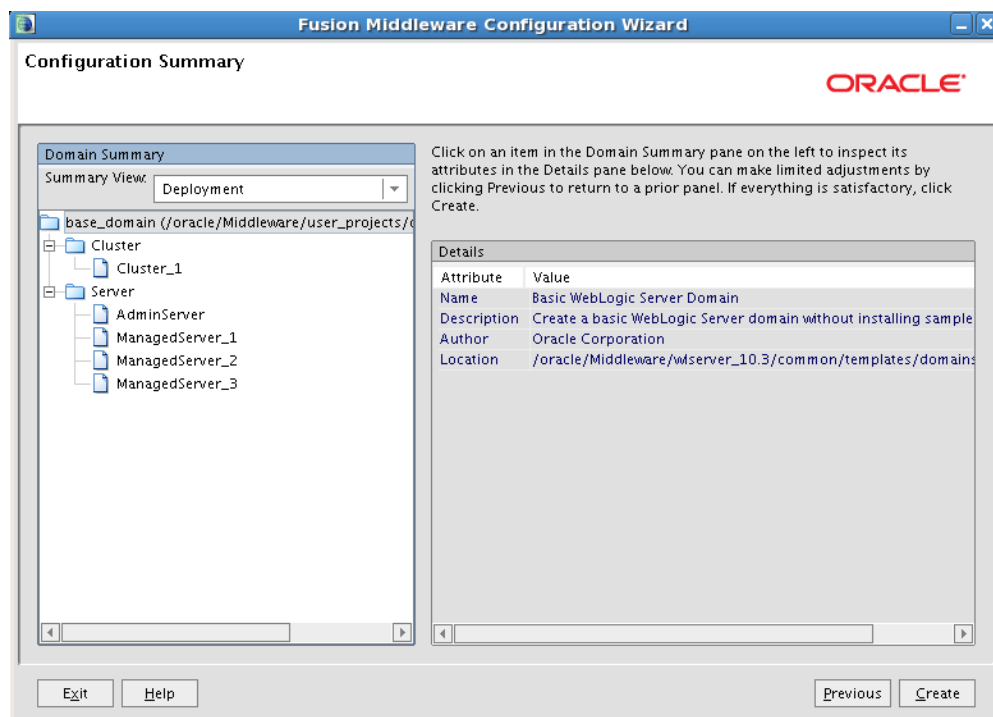 Fusion Middleware Configuration Wizard
Configuration Summary
ORACLE
Domain Summary
Summary View:
Deployment
base_domain (/oracle/Middleware/user_projects/
Cluster
Cluster_1
Server
AdminServer
ManagedServer_1
ManagedServer_2
ManagedServer_3
Click on an item in the Domain Summary pane on the left to inspect its
attributes in the Details pane below. You can make limited adjustments by
clicking Previous to return to a prior panel. If everything is satisfactory, click
Create.
Details
Attribute Value
Name Basic WebLogic Server Domain
Description Create a basic WebLogic Server domain without installing sample
Author Oracle Corporation
Location /oracle/Middleware/wlserver_10.3/common/templates/domains
Exit Help Previous Create